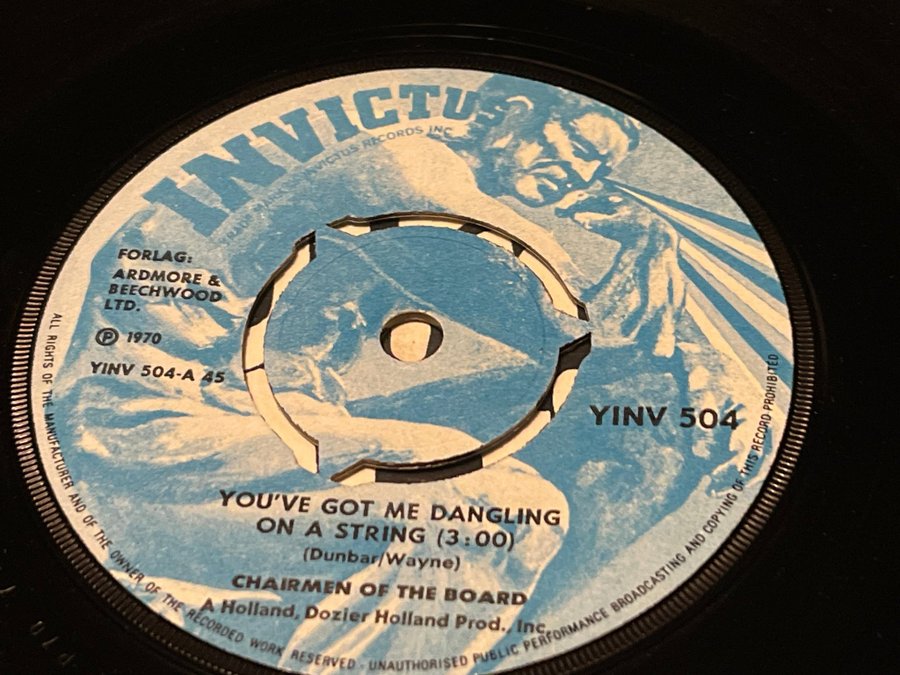 INVICTUS
INVICTUS RECORDS INC.
FORLAG:
ARDMORE &
BEECHWOOD
LTD.
Ⓟ 1970
YINV 504-A 45
YINV 504
YOU'VE GOT ME DANGLING
ON A STRING (3:00)
(Dunbar/Wayne)
CHAIRMEN OF THE BOARD
A Holland, Dozier Holland Prod., Inc.
ALL RIGHTS OF THE MANUFACTURER AND OF THE OWNER OF THE RECORDED WORK RESERVED - UNAUTHORISED PUBLIC PERFORMANCE BROADCASTING AND COPYING OF THIS RECORD PROHIBITED